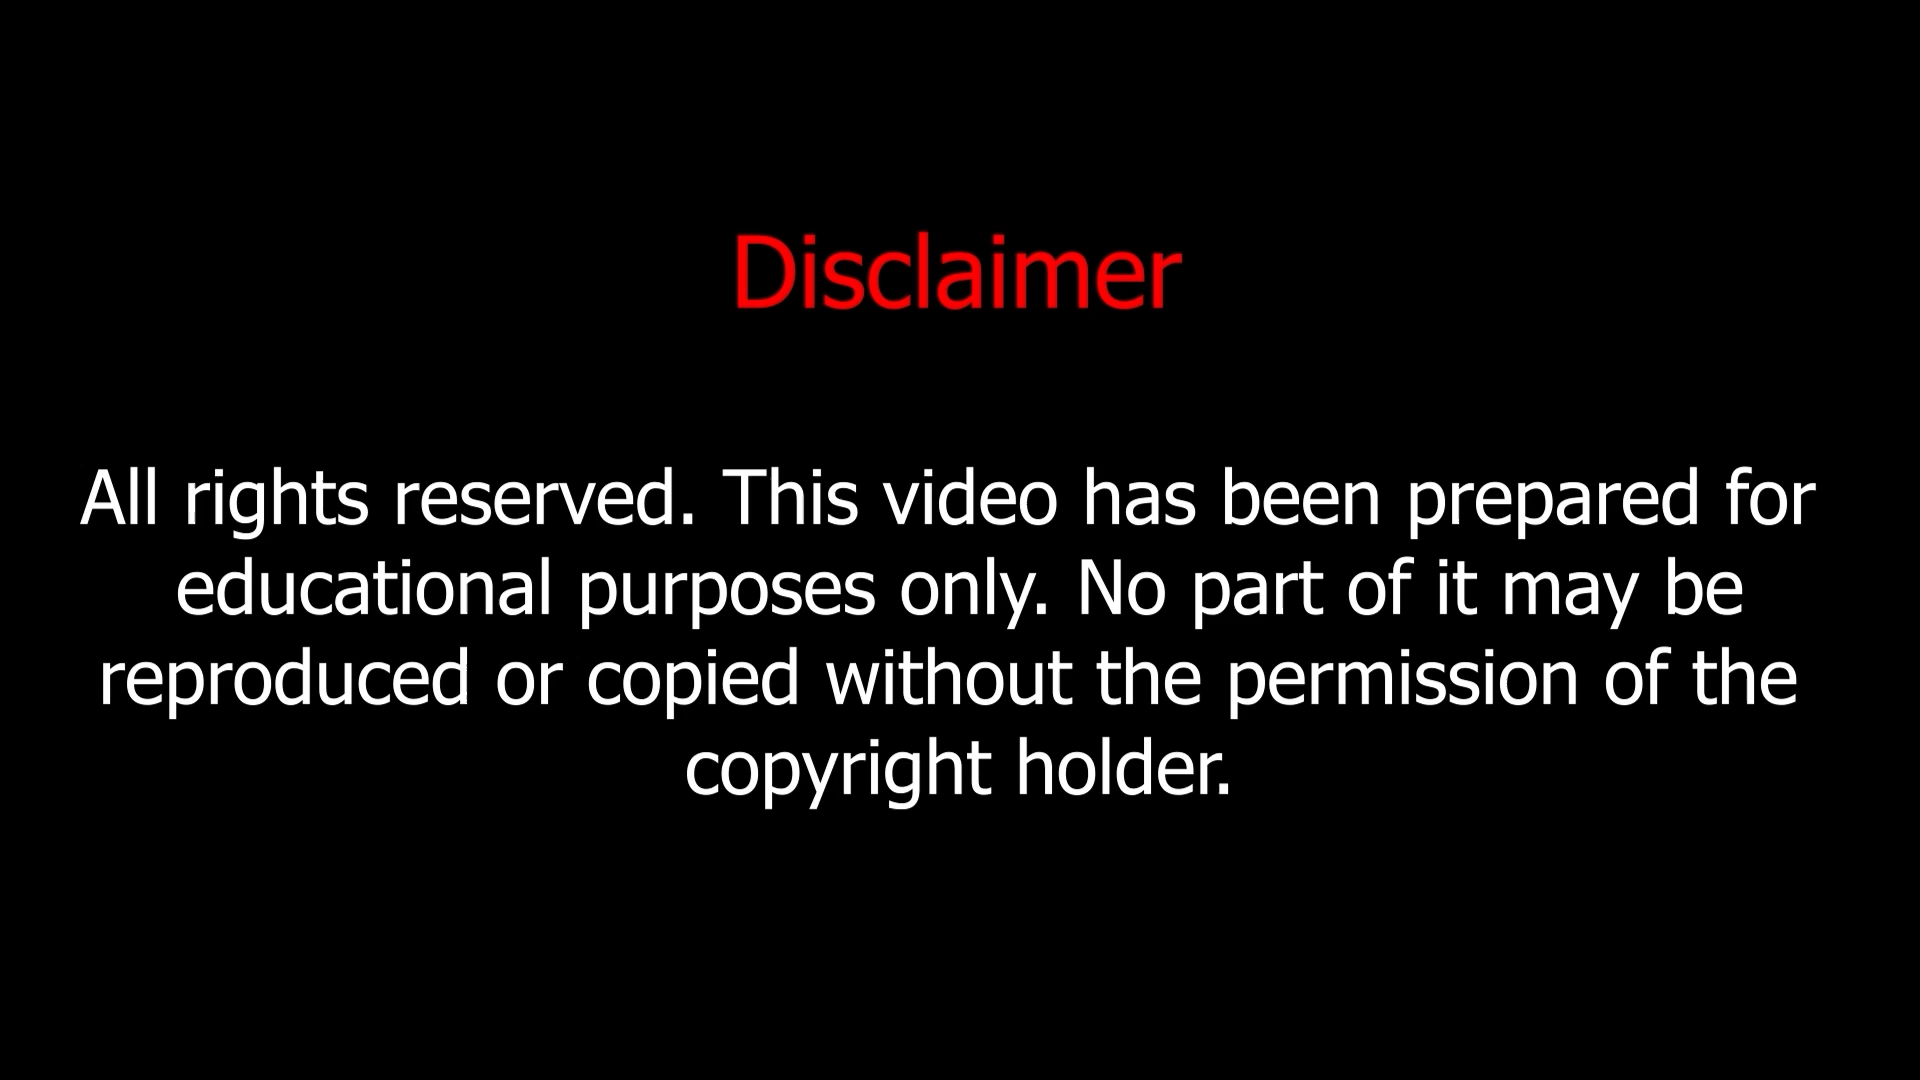 Disclaimer
All rights reserved. This video has been prepared for
educational purposes only. No part of it may be
reproduced or copied without the permission of the
copyright holder.